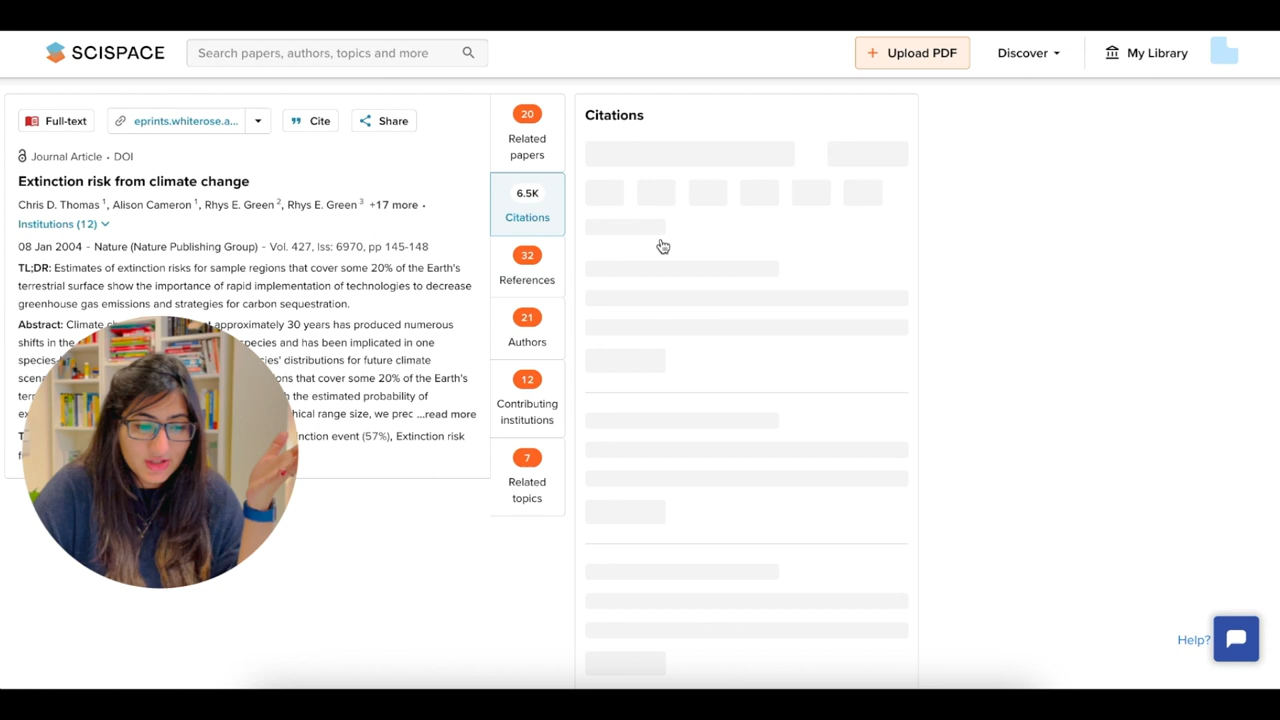 SCISPACE
Search papers, authors, topics and more
+ Upload PDF
Discover
My Library
Full-text
eprints.whiterose.a...
Cite
Share
Journal Article • DOI
Extinction risk from climate change
Chris D. Thomas 1, Alison Cameron 1, Rhys E. Green 2, Rhys E. Green 3 +17 more •
Institutions (12)
08 Jan 2004 - Nature (Nature Publishing Group) - Vol. 427, Iss: 6970, pp 145-148
TL;DR: Estimates of extinction risks for sample regions that cover some 20% of the Earth's
terrestrial surface show the importance of rapid implementation of technologies to decrease
greenhouse gas emissions and strategies for carbon sequestration.
Abstract: Climate approximately 30 years has produced numerous
shifts in the species and has been implicated in one
species distributions for future climate
that cover some 20% of the Earth's
the estimated probability of
range size, we prec ...read more
event (57%), Extinction risk
20
Related
papers
6.5K
Citations
32
References
21
Authors
12
Contributing
institutions
7
Related
topics
Citations
Help?